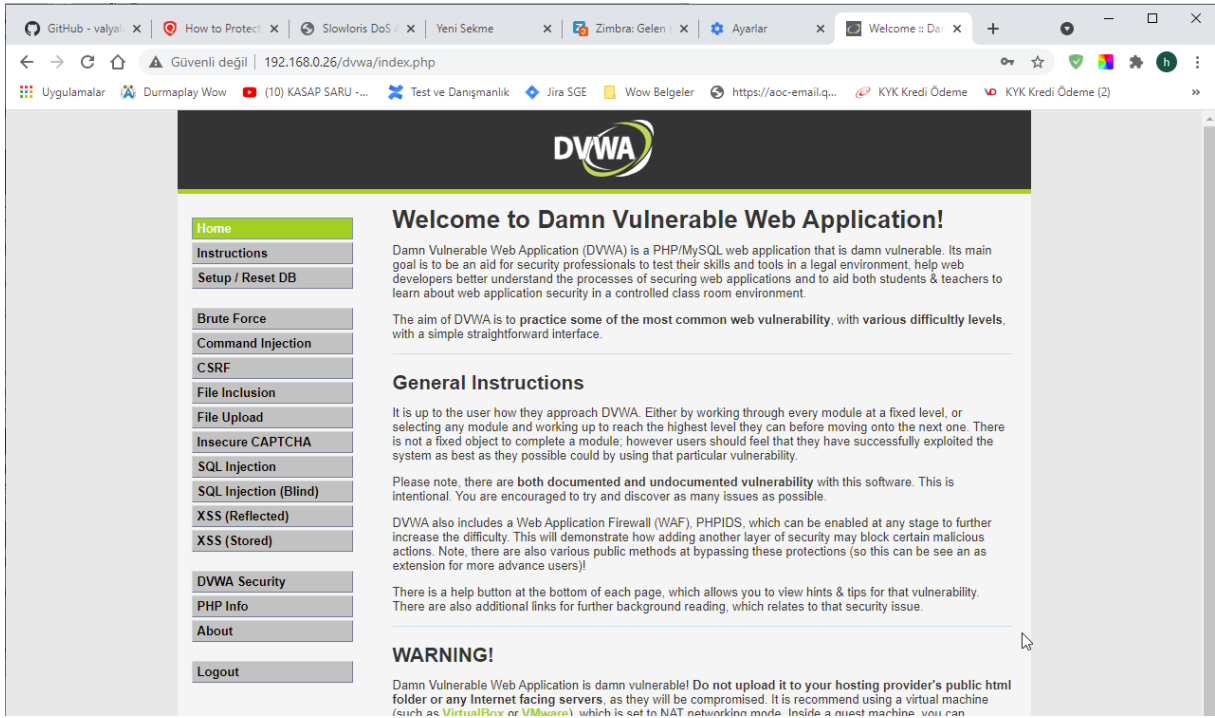 GitHub - valyal
How to Protect
Slowloris DoS A
Yeni Sekme
Zimbra: Gelen
Ayarlar
Welcome :: Dar
Güvenli değil | 192.168.0.26/dvwa/index.php
h
Uygulamalar
Durmaplay Wow
(10) KASAP SARU -...
Test ve Danışmanlık
Jira SGE
Wow Belgeler
https://aoc-email.q...
KYK Kredi Ödeme
KYK Kredi Ödeme (2)
»
DVWA
Home
Instructions
Setup / Reset DB
Brute Force
Command Injection
CSRF
File Inclusion
File Upload
Insecure CAPTCHA
SQL Injection
SQL Injection (Blind)
XSS (Reflected)
XSS (Stored)
DVWA Security
PHP Info
About
Logout
Welcome to Damn Vulnerable Web Application!
Damn Vulnerable Web Application (DVWA) is a PHP/MySQL web application that is damn vulnerable. Its main
goal is to be an aid for security professionals to test their skills and tools in a legal environment, help web
developers better understand the processes of securing web applications and to aid both students & teachers to
learn about web application security in a controlled class room environment.
The aim of DVWA is to practice some of the most common web vulnerability, with various difficultly levels,
with a simple straightforward interface.
General Instructions
It is up to the user how they approach DVWA. Either by working through every module at a fixed level, or
selecting any module and working up to reach the highest level they can before moving onto the next one. There
is not a fixed object to complete a module; however users should feel that they have successfully exploited the
system as best as they possible could by using that particular vulnerability.
Please note, there are both documented and undocumented vulnerability with this software. This is
intentional. You are encouraged to try and discover as many issues as possible.
DVWA also includes a Web Application Firewall (WAF), PHPIDS, which can be enabled at any stage to further
increase the difficulty. This will demonstrate how adding another layer of security may block certain malicious
actions. Note, there are also various public methods at bypassing these protections (so this can be see an as
extension for more advance users)!
There is a help button at the bottom of each page, which allows you to view hints & tips for that vulnerability.
There are also additional links for further background reading, which relates to that security issue.
WARNING!
Damn Vulnerable Web Application is damn vulnerable! Do not upload it to your hosting provider's public html
folder or any Internet facing servers, as they will be compromised. It is recommend using a virtual machine
(such as VirtualBox or VMware), which is set to NAT networking mode. Inside a guest machine, you can